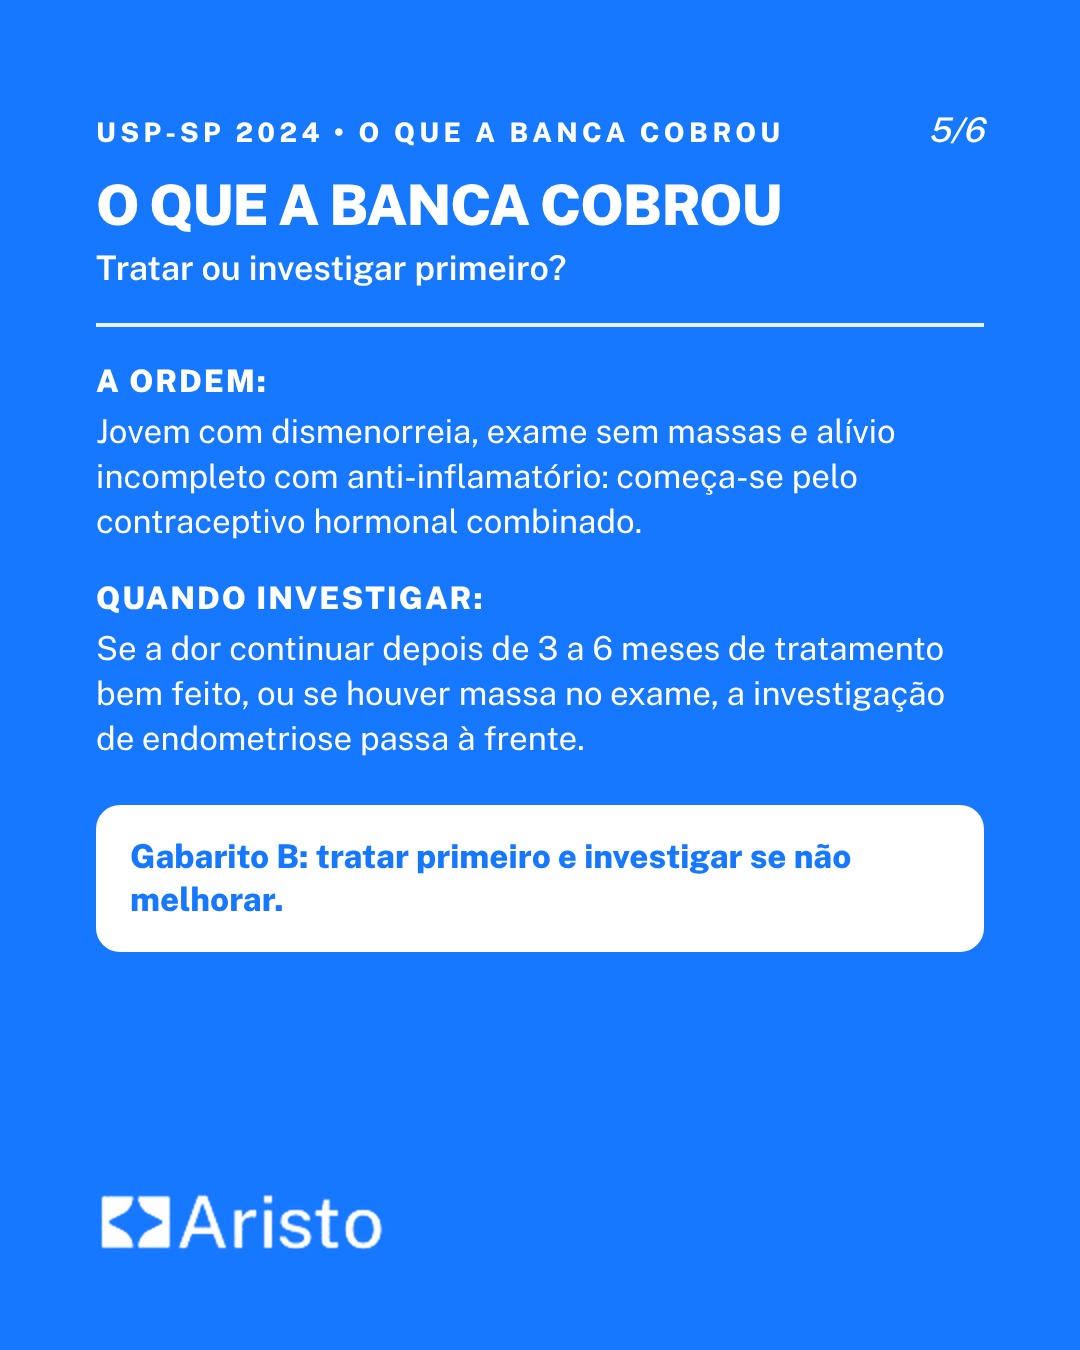 USP-SP 2024 • O QUE A BANCA COBROU
5/6
O QUE A BANCA COBROU
Tratar ou investigar primeiro?
A ORDEM:
Jovem com dismenorreia, exame sem massas e alívio
incompleto com anti-inflamatório: começa-se pelo
contraceptivo hormonal combinado.
QUANDO INVESTIGAR:
Se a dor continuar depois de 3 a 6 meses de tratamento
bem feito, ou se houver massa no exame, a investigação
de endometriose passa à frente.
Gabarito B: tratar primeiro e investigar se não
melhorar.
Aristo